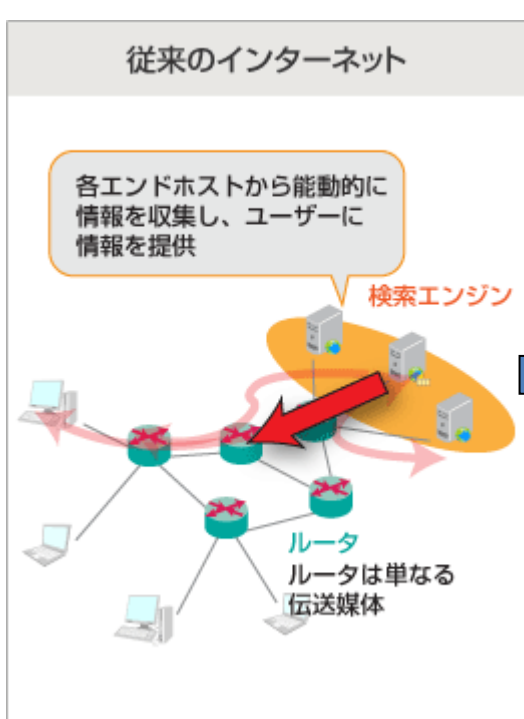 従来のインターネット
各エンドホストから能動的に
情報を収集し、ユーザーに
情報を提供
検索エンジン
ルータ
ルータは単なる
伝送媒体